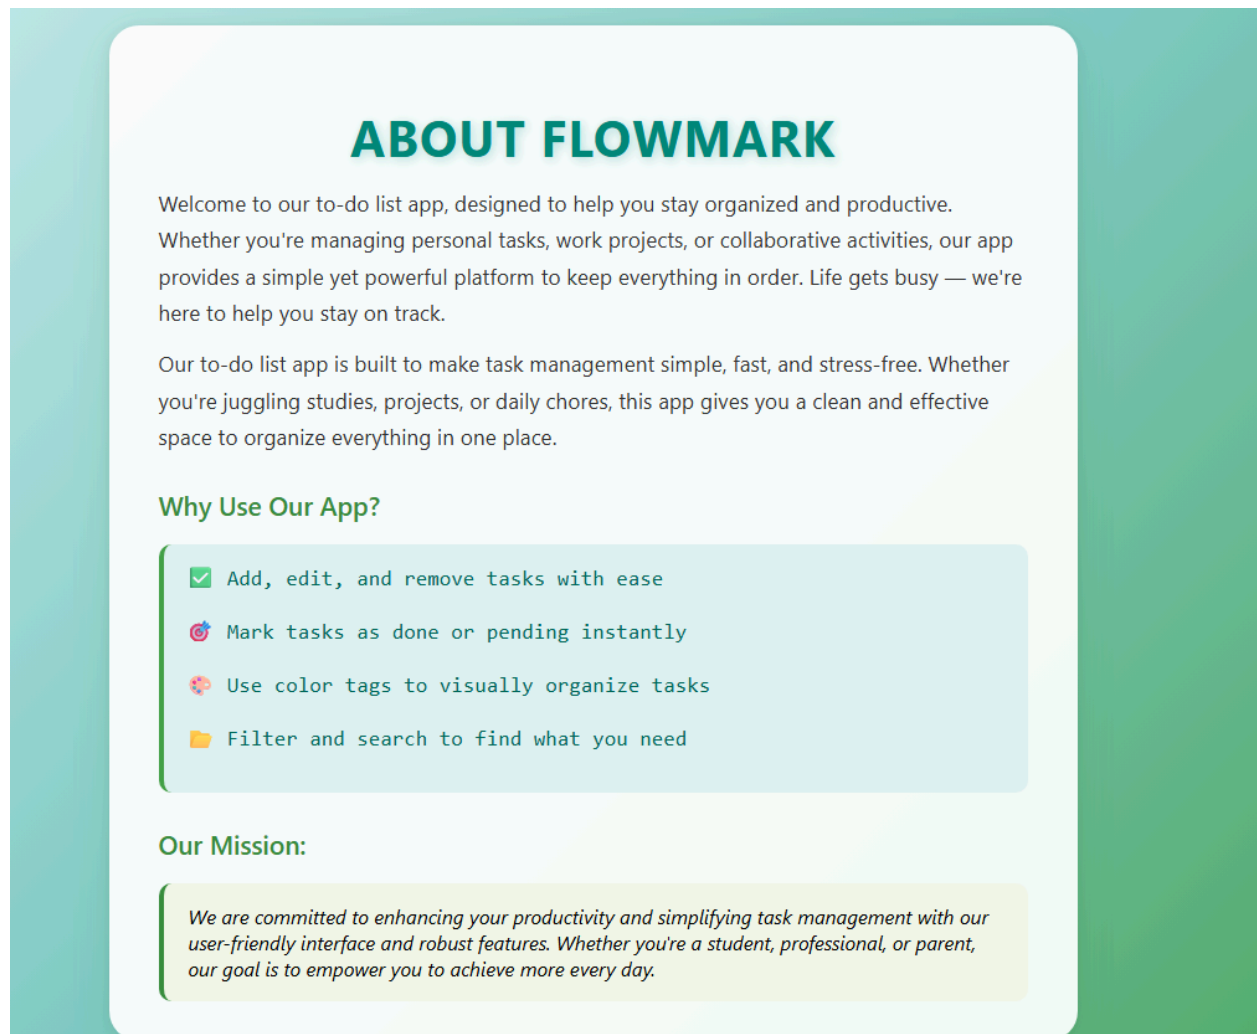 ABOUT FLOWMARK
Welcome to our to-do list app, designed to help you stay organized and productive.
Whether you're managing personal tasks, work projects, or collaborative activities, our app
provides a simple yet powerful platform to keep everything in order. Life gets busy — we're
here to help you stay on track.
Our to-do list app is built to make task management simple, fast, and stress-free. Whether
you're juggling studies, projects, or daily chores, this app gives you a clean and effective
space to organize everything in one place.
Why Use Our App?
✅ Add, edit, and remove tasks with ease
🎯 Mark tasks as done or pending instantly
🎨 Use color tags to visually organize tasks
📂 Filter and search to find what you need
Our Mission:
We are committed to enhancing your productivity and simplifying task management with our
user-friendly interface and robust features. Whether you're a student, professional, or parent,
our goal is to empower you to achieve more every day.